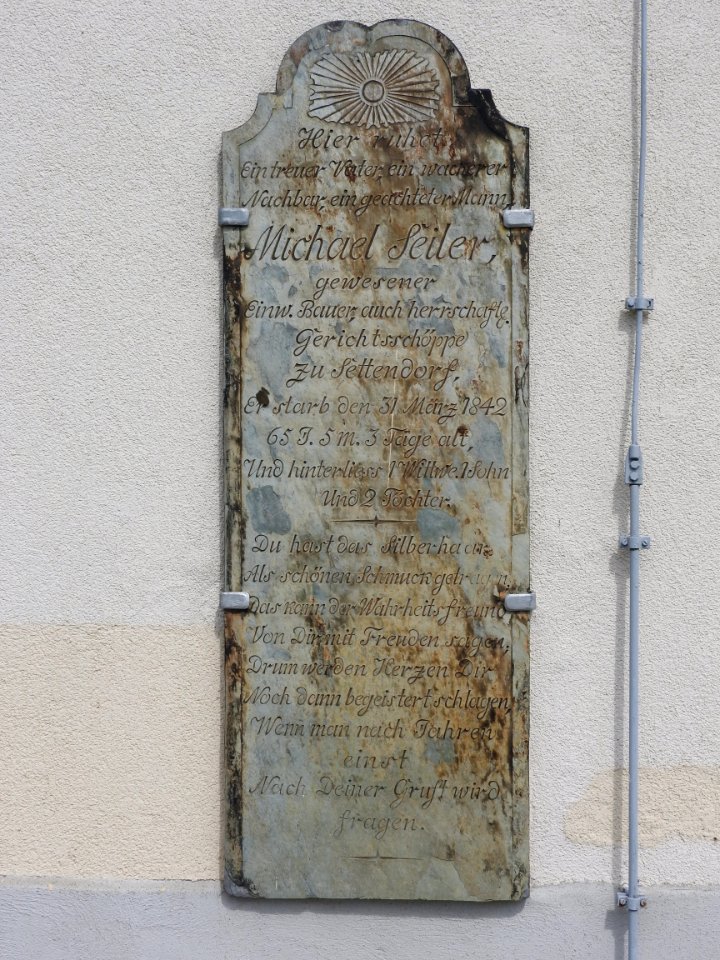 Hier ruhet
Ein treuer Vater, ein wackerer
Nachbar, ein geachteter Mann,
Michael Seiler,
gewesener
Einw. Bauer, auch herrschaftl.
Gerichtsschöppe
zu Settendorf,
Er starb den 31 März 1842
65 J. 5 m. 3 Tage alt,
Und hinterliess 1 Wittwe. 1 Sohn
Und 2 Töchter.
Du hast das Silberhaar
Als schönen Schmuck getragen,
Das kann der Wahrheitsfreund
Von Dir mit Freuden sagen,
Drum werden Herzen Dir
Noch dann begeistert schlagen,
Wenn man nach Jahren
einst
Nach Deiner Gruft wird
fragen.